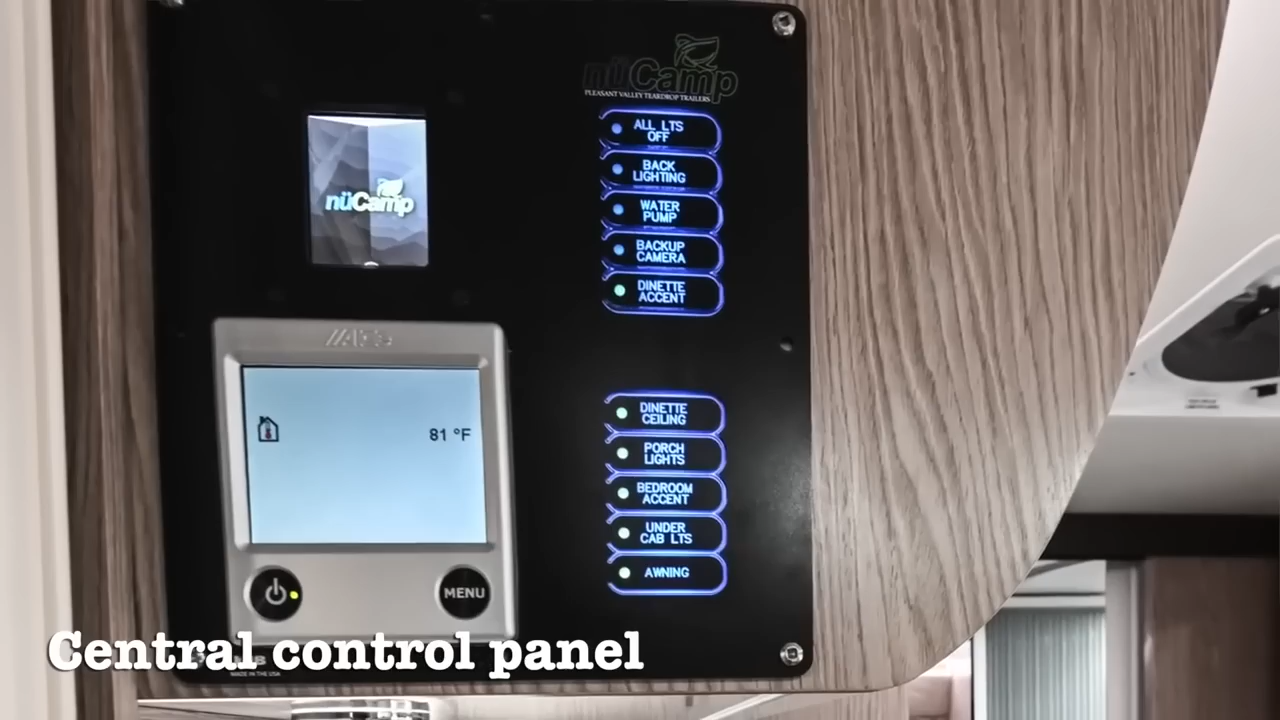 nüCamp
PLEASANT VALLEY TEARDROP TRAILERS
ALL LTS
OFF
BACK
LIGHTING
nüCamp
WATER
PUMP
BACKUP
CAMERA
DINETTE
ACCENT
81 °F
DINETTE
CEILING
PORCH
LIGHTS
BEDROOM
ACCENT
UNDER
CAB LTS
AWNING
MENU
Central control panel
MADE IN THE USA